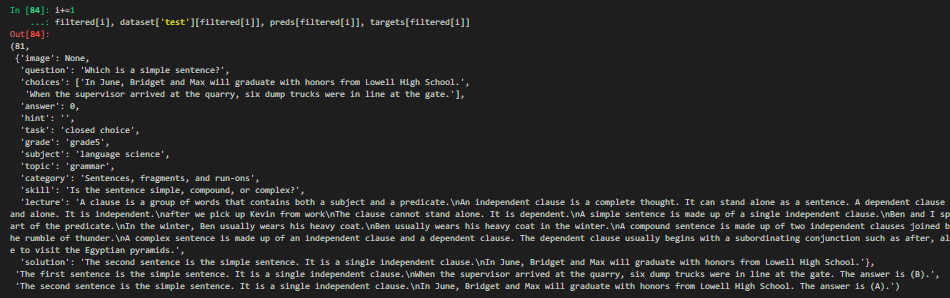 In [84]: i+=1
...: filtered[i], dataset['test'][filtered[i]], preds[filtered[i]], targets[filtered[i]]
Out[84]:
(81,
{'image': None,
'question': 'Which is a simple sentence?',
'choices': ['In June, Bridget and Max will graduate with honors from Lowell High School.',
'When the supervisor arrived at the quarry, six dump trucks were in line at the gate.'],
'answer': 0,
'hint': '',
'task': 'closed choice',
'grade': 'grade5',
'subject': 'language science',
'topic': 'grammar',
'category': 'Sentences, fragments, and run-ons',
'skill': 'Is the sentence simple, compound, or complex?',
'lecture': 'A clause is a group of words that contains both a subject and a predicate.\nAn independent clause is a complete thought. It can stand alone as a sentence. A dependent clause
and alone. It is independent.\nafter we pick up Kevin from work\nThe clause cannot stand alone. It is dependent.\nA simple sentence is made up of a single independent clause.\nBen and I sp
art of the predicate.\nIn the winter, Ben usually wears his heavy coat.\nBen usually wears his heavy coat in the winter.\nA compound sentence is made up of two independent clauses joined b
he rumble of thunder.\nA complex sentence is made up of an independent clause and a dependent clause. The dependent clause usually begins with a subordinating conjunction such as after, al
e to visit the Egyptian pyramids.',
'solution': 'The second sentence is the simple sentence. It is a single independent clause.\nIn June, Bridget and Max will graduate with honors from Lowell High School.'},
'The first sentence is the simple sentence. It is a single independent clause.\nWhen the supervisor arrived at the quarry, six dump trucks were in line at the gate. The answer is (B).',
'The second sentence is the simple sentence. It is a single independent clause.\nIn June, Bridget and Max will graduate with honors from Lowell High School. The answer is (A).')